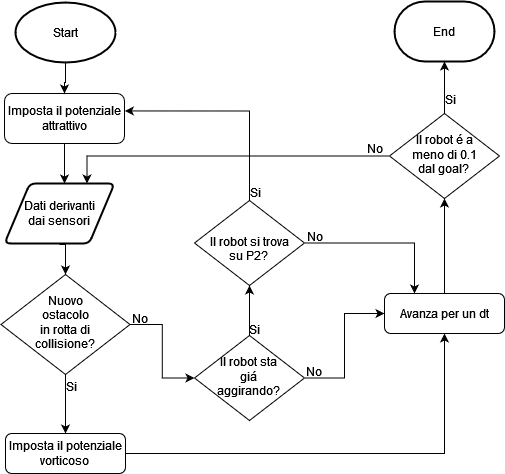 Start
End
Imposta il potenziale
attrattivo
Si
Il robot é a
meno di 0.1
dal goal?
No
Dati derivanti
dai sensori
Si
Il robot si trova
su P2?
No
Nuovo
ostacolo
in rotta di
collisione?
No
Avanza per un dt
Si
Il robot sta
giá
aggirando?
No
Si
Imposta il potenziale
vorticoso